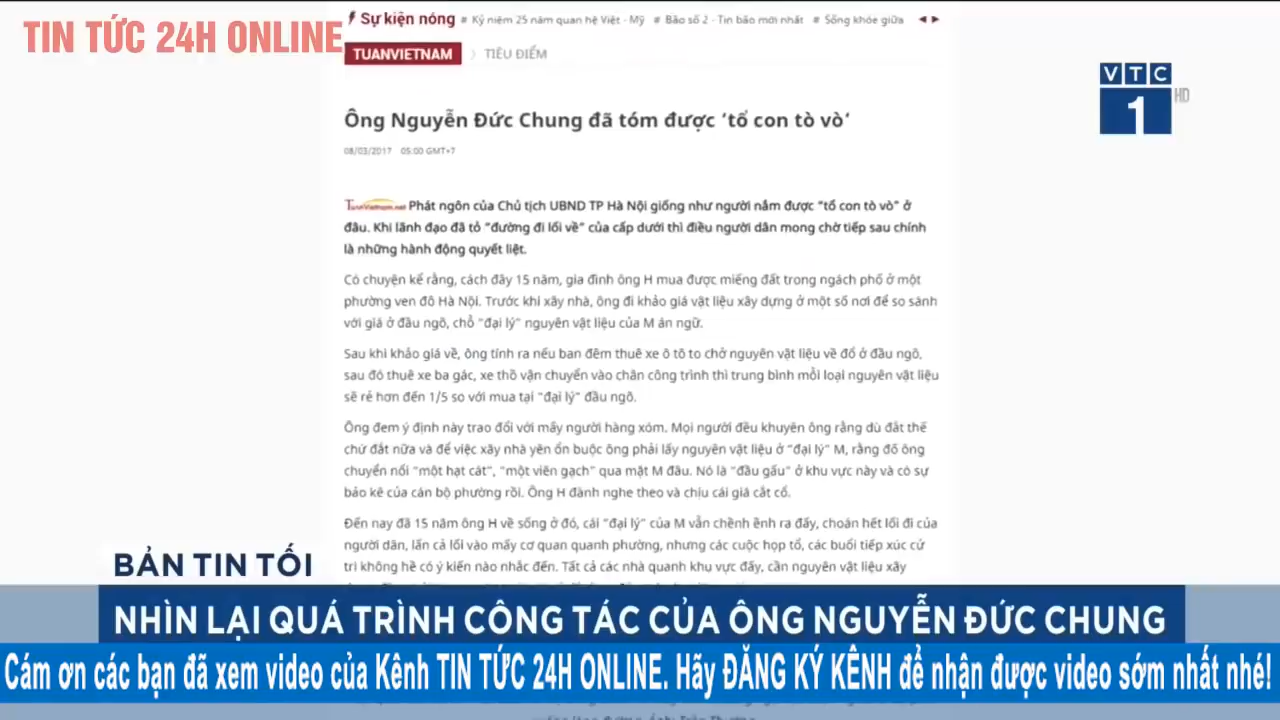 TIN TỨC 24H ONLINE
Sự kiện nóng # Kỷ niệm 25 năm quan hệ Việt - Mỹ # Bão số 2 - Tin bão mới nhất # Sống khỏe giữa
TUANVIETNAM TIÊU ĐIỂM
VTC
1
HD
Ông Nguyễn Đức Chung đã tóm được ‘tổ con tò vò’
08/03/2017 05:00 GMT+7
TuanVietnam.net Phát ngôn của Chủ tịch UBND TP Hà Nội giống như người nắm được "tổ con tò vò" ở
đâu. Khi lãnh đạo đã tỏ "đường đi lối về" của cấp dưới thì điều người dân mong chờ tiếp sau chính
là những hành động quyết liệt.
Có chuyện kể rằng, cách đây 15 năm, gia đình ông H mua được miếng đất trong ngách phố ở một
phường ven đô Hà Nội. Trước khi xây nhà, ông đi khảo giá vật liệu xây dựng ở một số nơi để so sánh
với giá ở đầu ngõ, chỗ "đại lý" nguyên vật liệu của M án ngữ.
Sau khi khảo giá về, ông tính ra nếu ban đêm thuê xe ô tô to chở nguyên vật liệu về đổ ở đầu ngõ,
sau đó thuê xe ba gác, xe thồ vận chuyển vào chân công trình thì trung bình mỗi loại nguyên vật liệu
sẽ rẻ hơn đến 1/5 so với mua tại "đại lý" đầu ngõ.
Ông đem ý định này trao đổi với mấy người hàng xóm. Mọi người đều khuyên ông rằng dù đắt thế
chứ đắt nữa và để việc xây nhà yên ổn buộc ông phải lấy nguyên vật liệu ở "đại lý" M, rằng đố ông
chuyển nổi "một hạt cát", "một viên gạch" qua mặt M đâu. Nó là "đầu gấu" ở khu vực này và có sự
bảo kê của cán bộ phường rồi. Ông H đành nghe theo và chịu cái giá cắt cổ.
Đến nay đã 15 năm ông H về sống ở đó, cái "đại lý" của M vẫn chềnh ềnh ra đấy, choán hết lối đi của
người dân, lấn cả lối vào mấy cơ quan quanh phường, nhưng các cuộc họp tổ, các buổi tiếp xúc cử
tri không hề có ý kiến nào nhắc đến. Tất cả các nhà quanh khu vực đấy, cần nguyên vật liệu xây
BẢN TIN TỐI
NHÌN LẠI QUÁ TRÌNH CÔNG TÁC CỦA ÔNG NGUYỄN ĐỨC CHUNG
Cám ơn các bạn đã xem video của Kênh TIN TỨC 24H ONLINE. Hãy ĐĂNG KÝ KÊNH để nhận được video sớm nhất nhé!